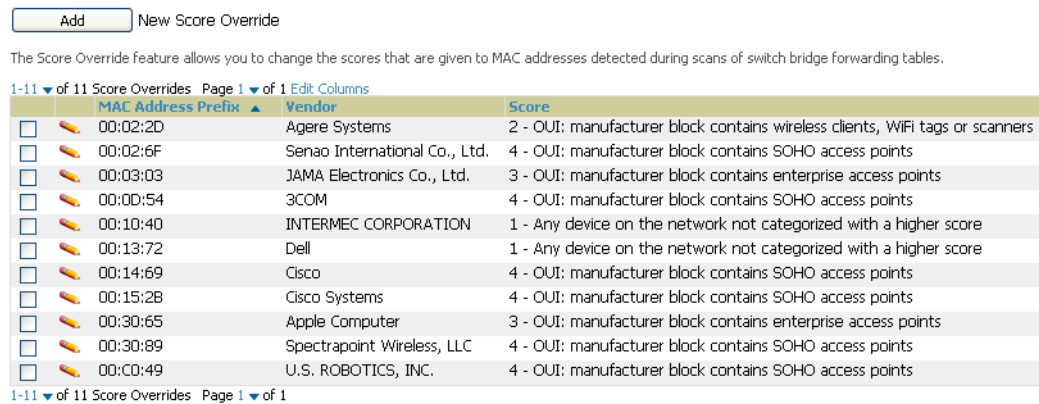 Add New Score Override
The Score Override feature allows you to change the scores that are given to MAC addresses detected during scans of switch bridge forwarding tables.
1-11 of 11 Score Overrides Page 1 of 1 Edit Columns
MAC Address Prefix Vendor Score
00:02:2D Agere Systems 2 - OUI: manufacturer block contains wireless clients, WiFi tags or scanners
00:02:6F Senao International Co., Ltd. 4 - OUI: manufacturer block contains SOHO access points
00:03:03 JAMA Electronics Co., Ltd. 3 - OUI: manufacturer block contains enterprise access points
00:0D:54 3COM 4 - OUI: manufacturer block contains SOHO access points
00:10:40 INTERMEC CORPORATION 1 - Any device on the network not categorized with a higher score
00:13:72 Dell 1 - Any device on the network not categorized with a higher score
00:14:69 Cisco 4 - OUI: manufacturer block contains SOHO access points
00:15:2B Cisco Systems 4 - OUI: manufacturer block contains SOHO access points
00:30:65 Apple Computer 3 - OUI: manufacturer block contains enterprise access points
00:30:89 Spectrapoint Wireless, LLC 4 - OUI: manufacturer block contains SOHO access points
00:C0:49 U.S. ROBOTICS, INC. 4 - OUI: manufacturer block contains SOHO access points
1-11 of 11 Score Overrides Page 1 of 1